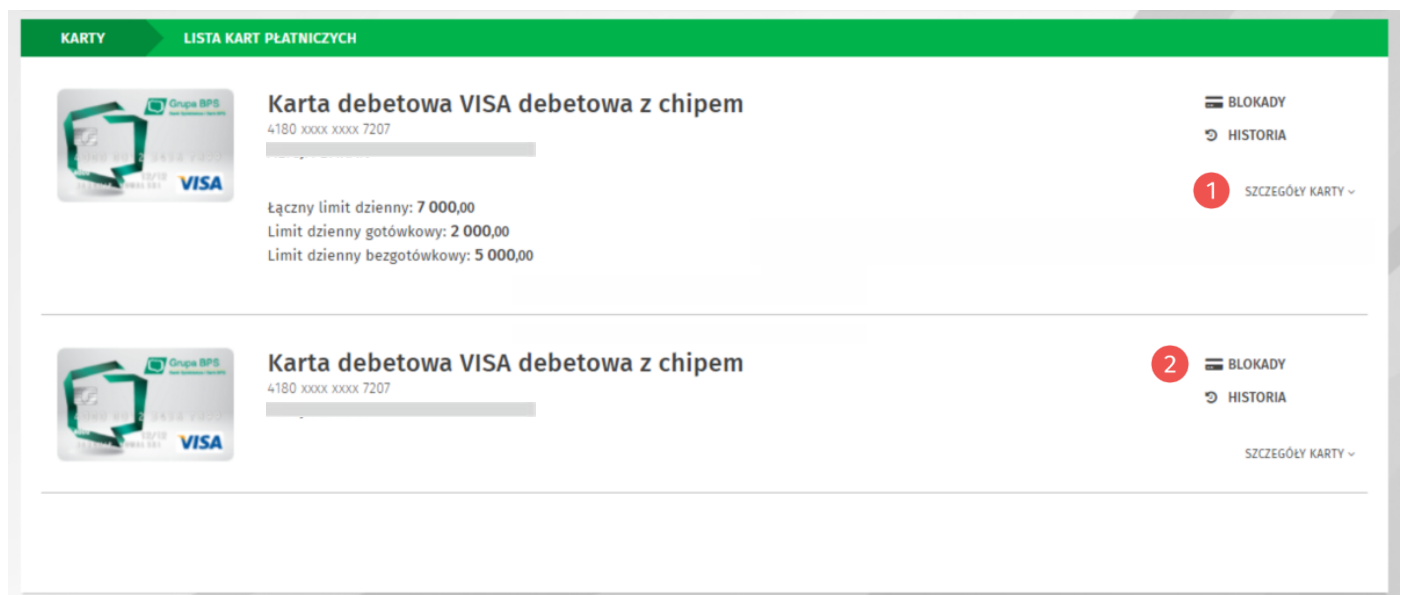 KARTY LISTA KART PŁATNICZYCH
Grupa BPS
VISA
Karta debetowa VISA debetowa z chipem
4180 xxxx xxxx 7207
Łączny limit dzienny: 7 000,00
Limit dzienny gotówkowy: 2 000,00
Limit dzienny bezgotówkowy: 5 000,00
BLOKADY
HISTORIA
1 SZCZEGÓŁY KARTY
Grupa BPS
VISA
Karta debetowa VISA debetowa z chipem
4180 xxxx xxxx 7207
2 BLOKADY
HISTORIA
SZCZEGÓŁY KARTY